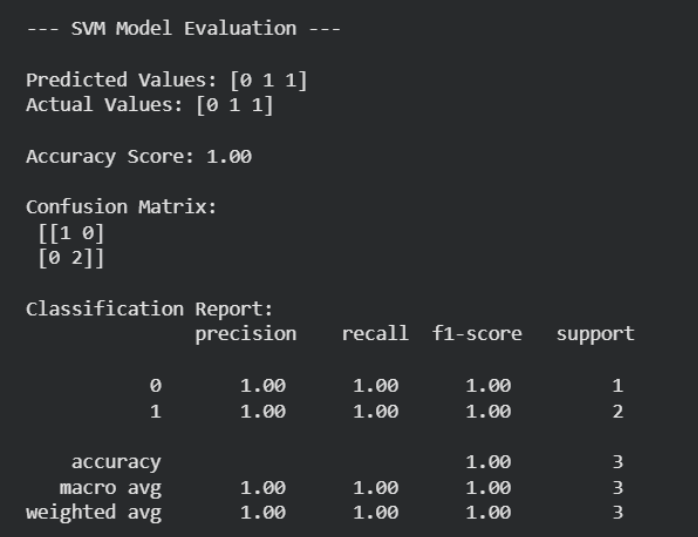 --- SVM Model Evaluation ---
Predicted Values: [0 1 1]
Actual Values: [0 1 1]
Accuracy Score: 1.00
Confusion Matrix:
[[1 0]
[0 2]]
Classification Report:
precision recall f1-score support
0 1.00 1.00 1.00 1
1 1.00 1.00 1.00 2
accuracy 1.00 3
macro avg 1.00 1.00 1.00 3
weighted avg 1.00 1.00 1.00 3